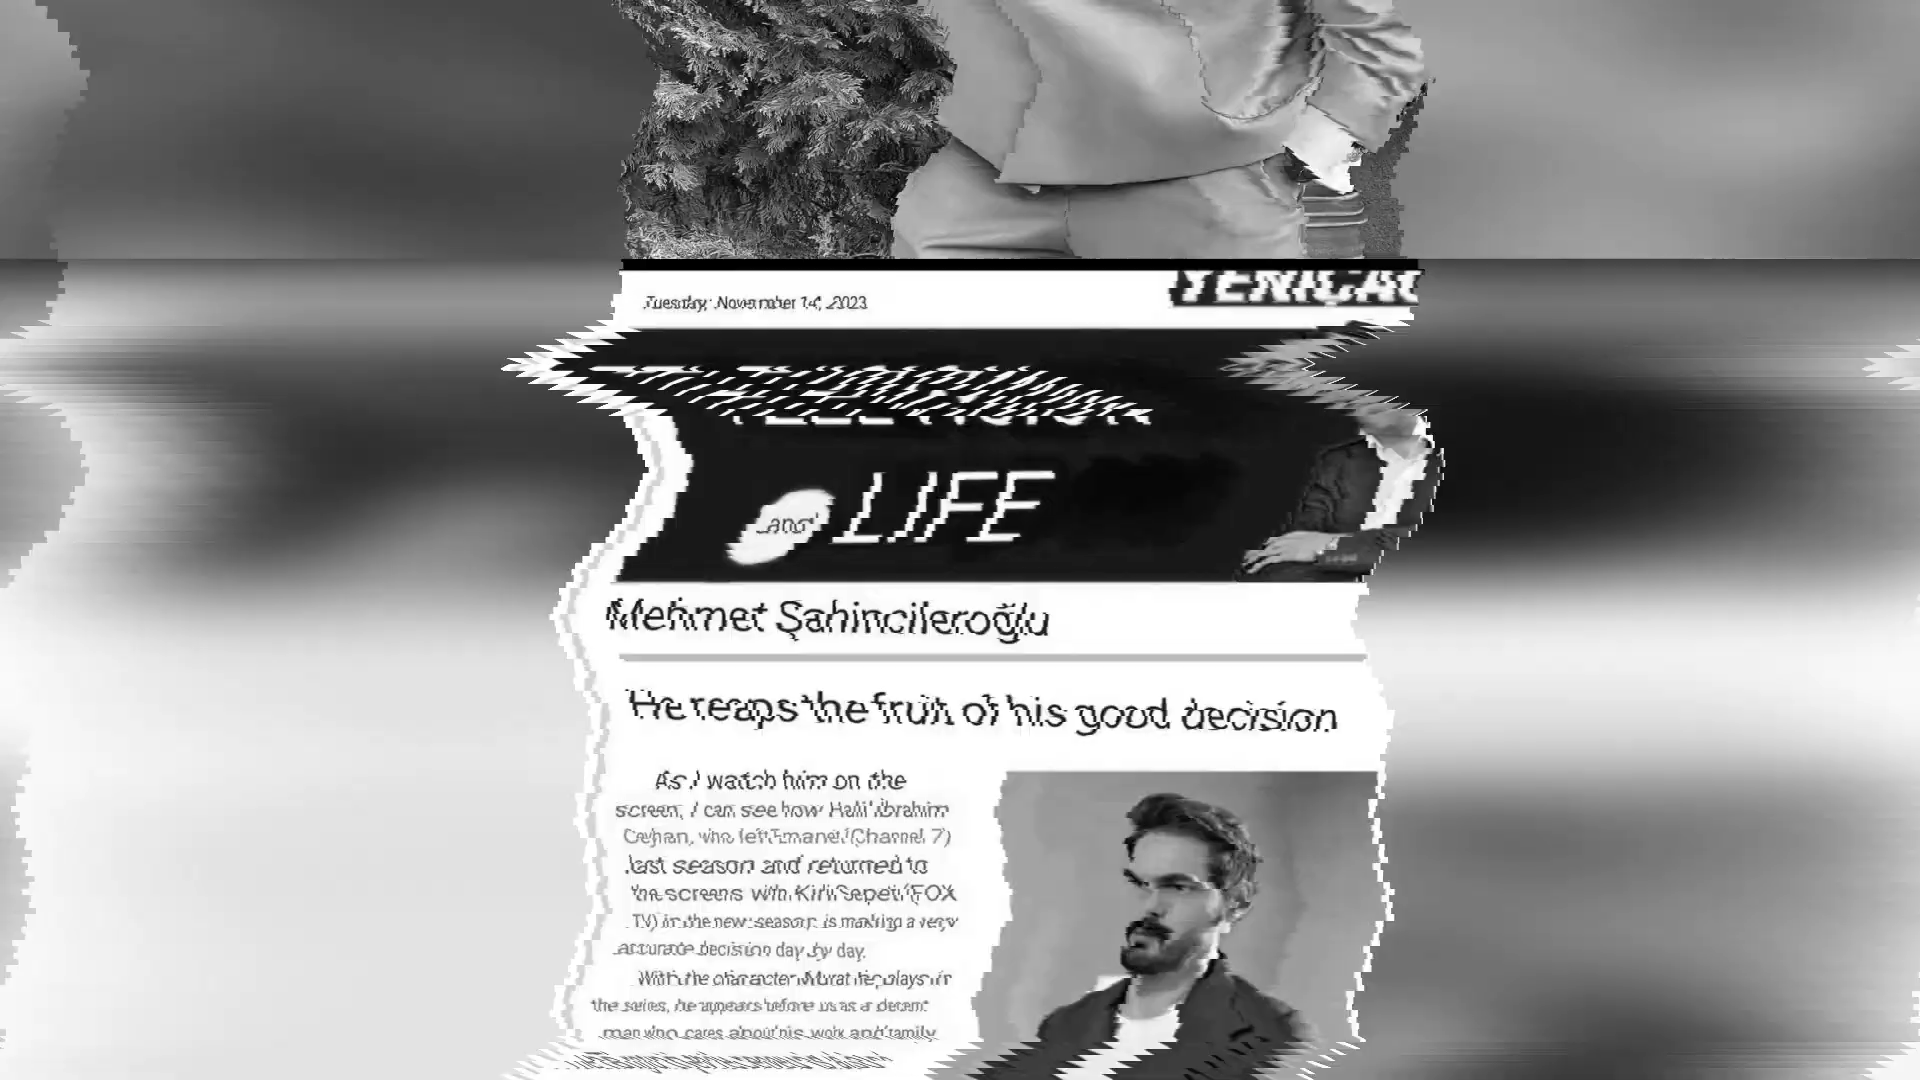 YENİÇAĞ
Tuesday, November 14, 2023
and LIFE
Mehmet Şahincileroğlu
He reaps the fruit of his good decision
As I watch him on the
screen, I can see how Halil İbrahim
Ceyhan, who left Emanet (Channel 7)
last season and returned to
the screens with Kirli Sepeti (FOX
TV) in the new season, is making a very
accurate decision day by day.
With the character Murat he plays in
the series, he appears before us as a decent
man who cares about his work and family.